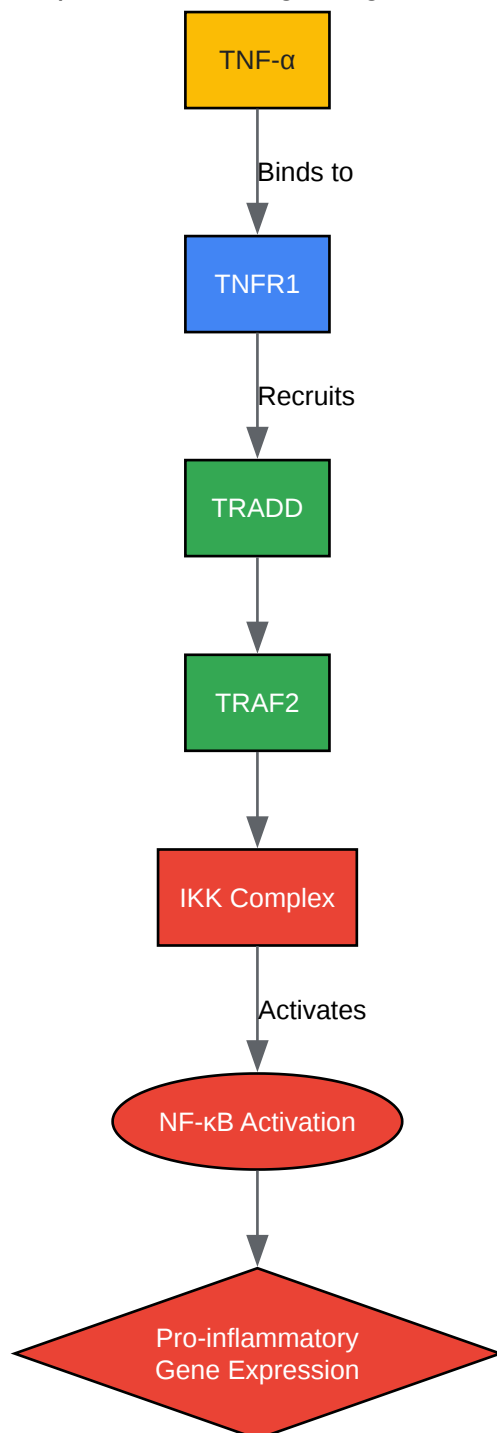 TNF-α
Binds to
TNFR1
Recruits
TRADD
TRAF2
IKK Complex
Activates
NF-κB Activation
Pro-inflammatory
Gene Expression